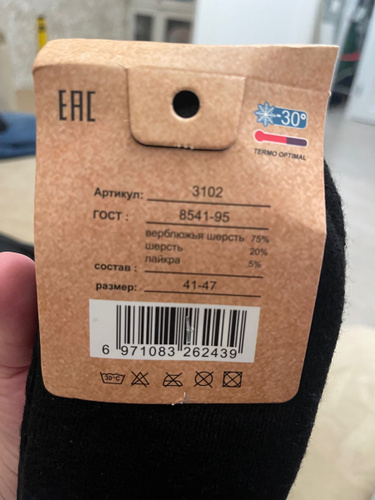 EAC
-30°
TERMO OPTIMAL
Артикул: 3102
ГОСТ : 8541-95
верблюжья шерсть 75%
шерсть 20%
лайкра 5%
состав :
размер: 41-47
6 971083 262439
30°C